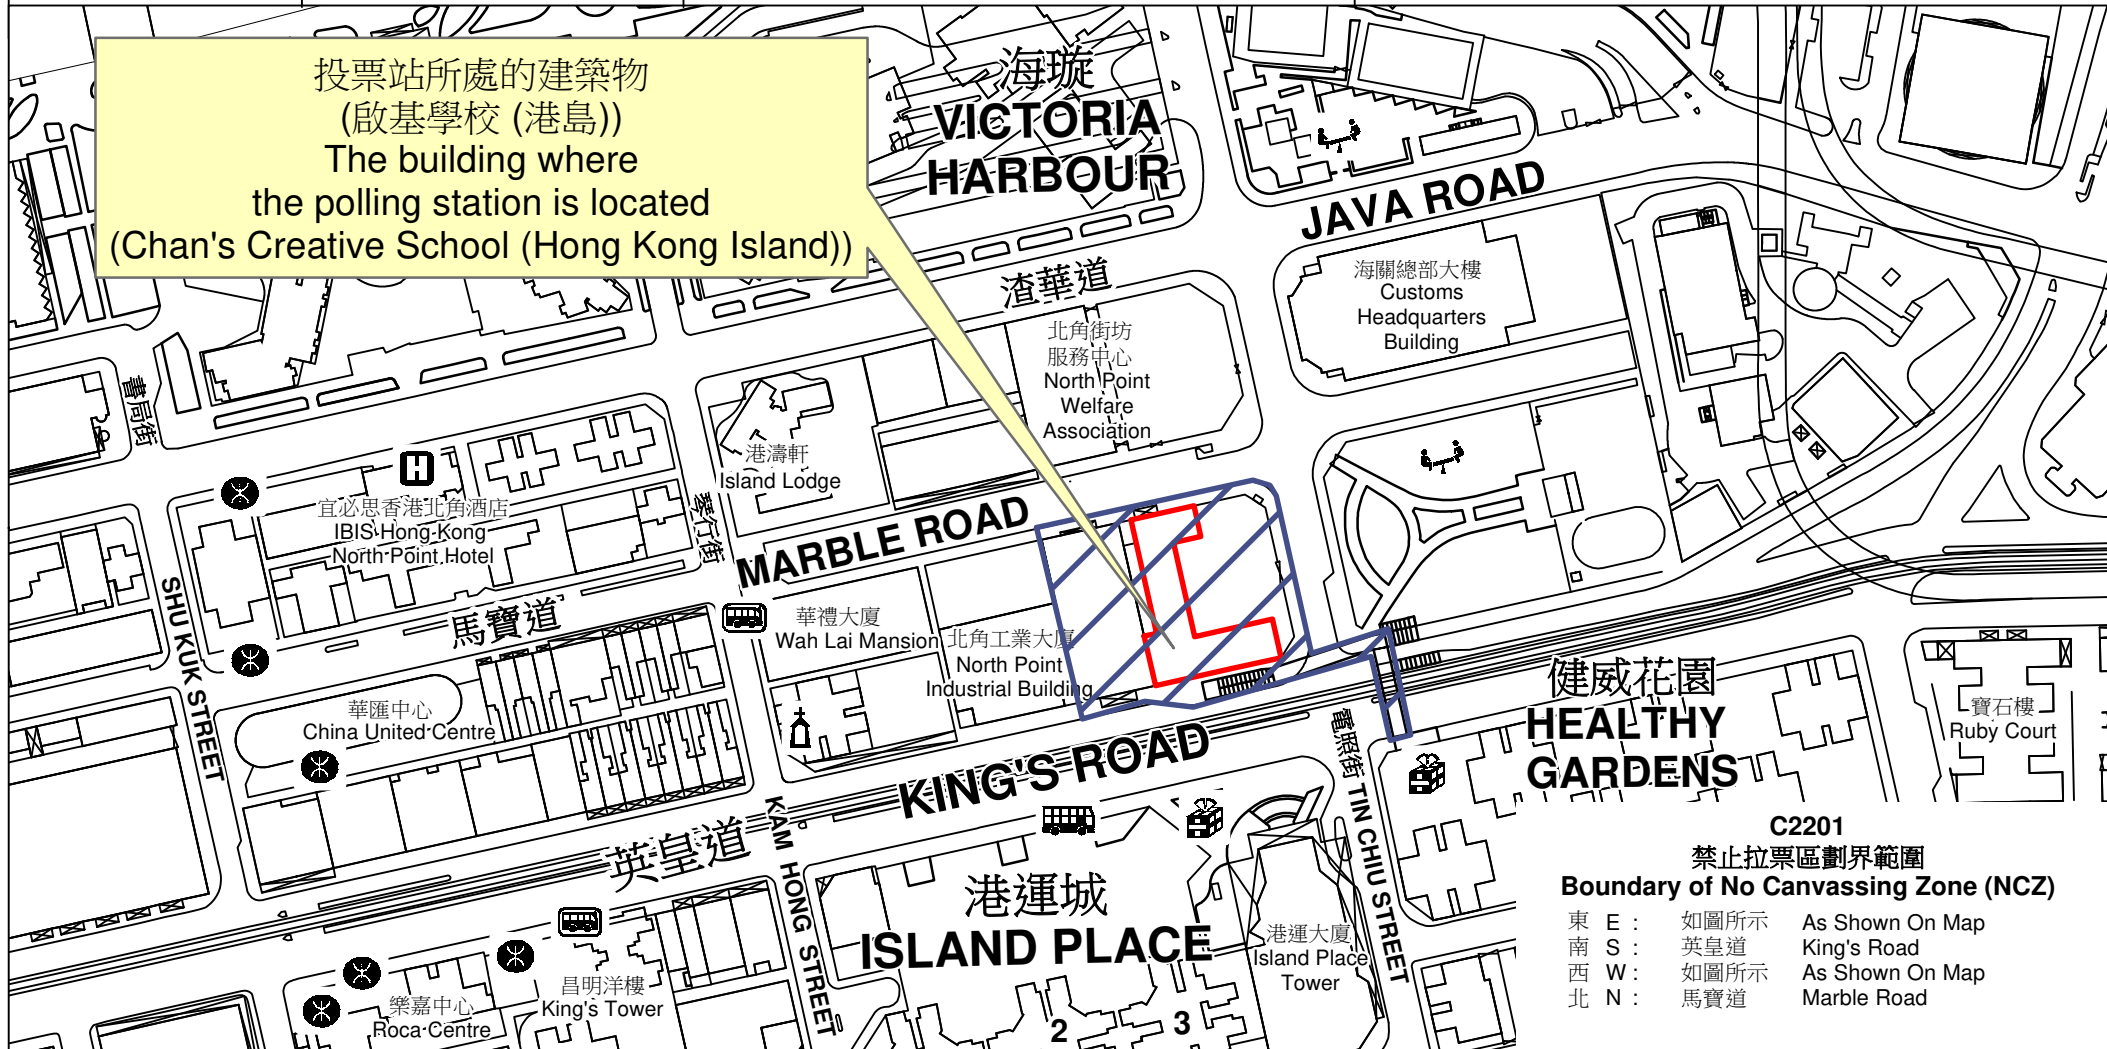 投票站所處的建築物
(啟基學校 (港島))
The building where
the polling station is located
(Chan's Creative School (Hong Kong Island))
海璇
VICTORIA
HARBOUR
JAVA ROAD
渣華道
海關總部大樓
Customs
Headquarters
Building
北角街坊
服務中心
North Point
Welfare
Association
書局街
港濤軒
Island Lodge
宜必思香港北角酒店
IBIS Hong Kong
North Point Hotel
琴行街
MARBLE ROAD
馬寶道
SHU KUK STREET
華禮大廈
Wah Lai Mansion
北角工業大廈
North Point
Industrial Building
華匯中心
China United Centre
健威花園
HEALTHY
GARDENS
寶石樓
Ruby Court
KING'S ROAD
英皇道
電照街
TIN CHIU STREET
KAM HONG STREET
港運城
ISLAND PLACE
港運大廈
Island Place
Tower
2
3
昌明洋樓
King's Tower
樂嘉中心
Roca Centre
C2201
禁止拉票區劃界範圍
Boundary of No Canvassing Zone (NCZ)
東 E : 如圖所示 As Shown On Map
南 S : 英皇道 King's Road
西 W : 如圖所示 As Shown On Map
北 N : 馬寶道 Marble Road